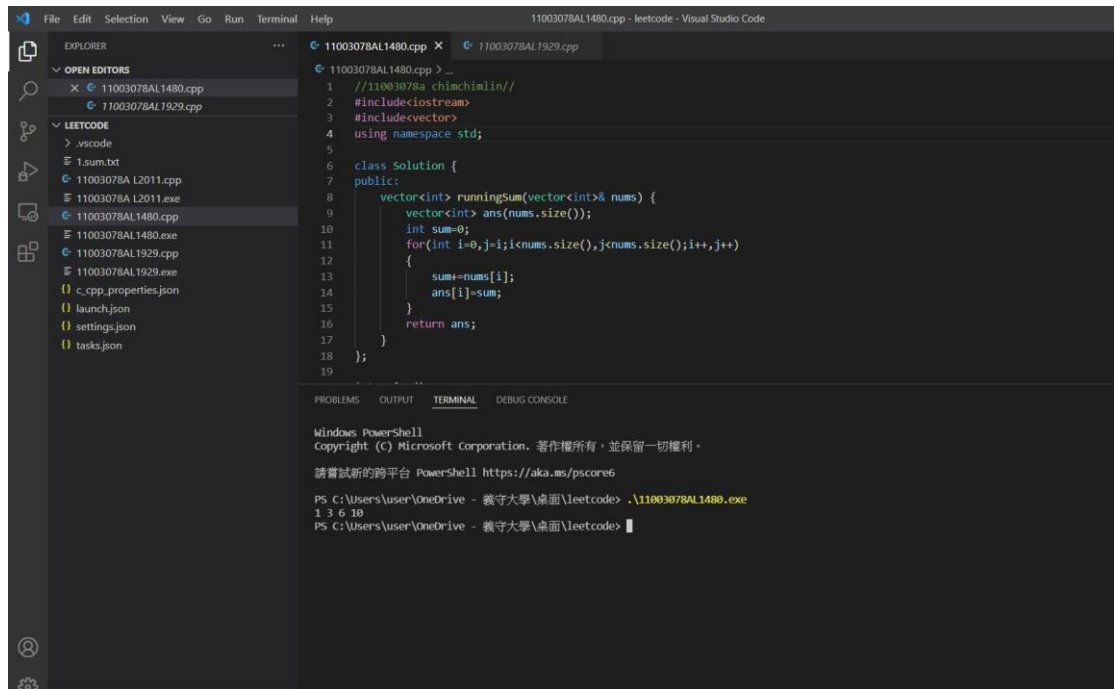 File Edit Selection View Go Run Terminal Help
11003078AL1480.cpp - leetcode - Visual Studio Code
EXPLORER
OPEN EDITORS
11003078AL1480.cpp
11003078AL1929.cpp
LEETCODE
.vscode
1.sum.txt
11003078A L2011.cpp
11003078A L2011.exe
11003078AL1480.cpp
11003078AL1480.exe
11003078AL1929.cpp
11003078AL1929.exe
{} c_cpp_properties.json
{} launch.json
{} settings.json
{} tasks.json
11003078AL1480.cpp 11003078AL1929.cpp
11003078AL1480.cpp > ...
1 //11003078a chimchimlin//
2 #include<iostream>
3 #include<vector>
4 using namespace std;
5
6 class Solution {
7 public:
8 vector<int> runningSum(vector<int>& nums) {
9 vector<int> ans(nums.size());
10 int sum=0;
11 for(int i=0,j=i;i<nums.size(),j<nums.size();i++,j++)
12 {
13 sum+=nums[i];
14 ans[i]=sum;
15 }
16 return ans;
17 }
18 };
19
PROBLEMS OUTPUT TERMINAL DEBUG CONSOLE
Windows PowerShell
Copyright (C) Microsoft Corporation. 著作權所有，並保留一切權利。
請嘗試新的跨平台 PowerShell https://aka.ms/pscore6
PS C:\Users\user\OneDrive - 義守大學\桌面\leetcode> .\11003078AL1480.exe
1 3 6 10
PS C:\Users\user\OneDrive - 義守大學\桌面\leetcode>